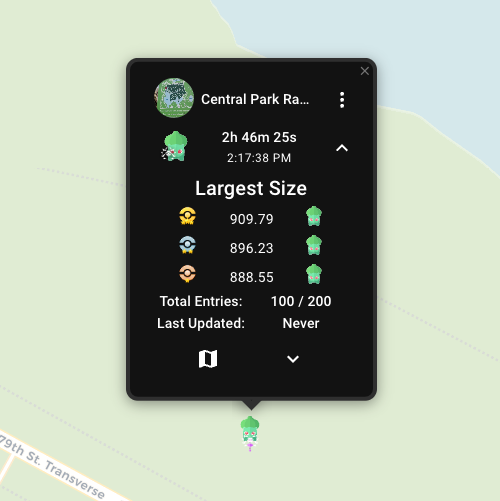 Central Park Ra...
2h 46m 25s
2:17:38 PM
Largest Size
909.79
896.23
888.55
Total Entries: 100 / 200
Last Updated: Never
79th St. Transverse